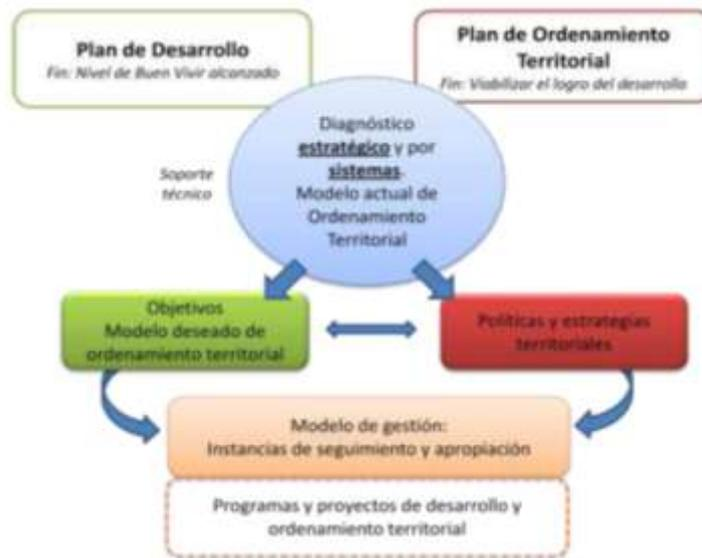 Plan de Desarrollo
Fin: Nivel de Buen Vivir alcanzado
Plan de Ordenamiento
Territorial
Fin: Viabilizar el logro del desarrollo
Diagnóstico
estratégico y por
sistemas.
Modelo actual de
Ordenamiento
Territorial
Soporte
técnico
Objetivos
Modelo deseado de
ordenamiento territorial
Políticas y estrategias
territoriales
Modelo de gestión:
Instancias de seguimiento y apropiación
Programas y proyectos de desarrollo y
ordenamiento territorial